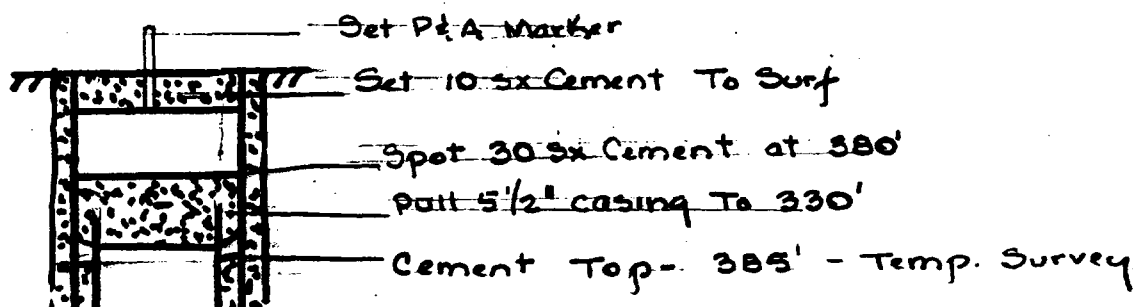 Set P&A Marker
Set 10 sx Cement To Surf
Spot 30 sx Cement at 380'
Pull 5 1/2" casing To 330'
Cement Top - 385' - Temp. Survey